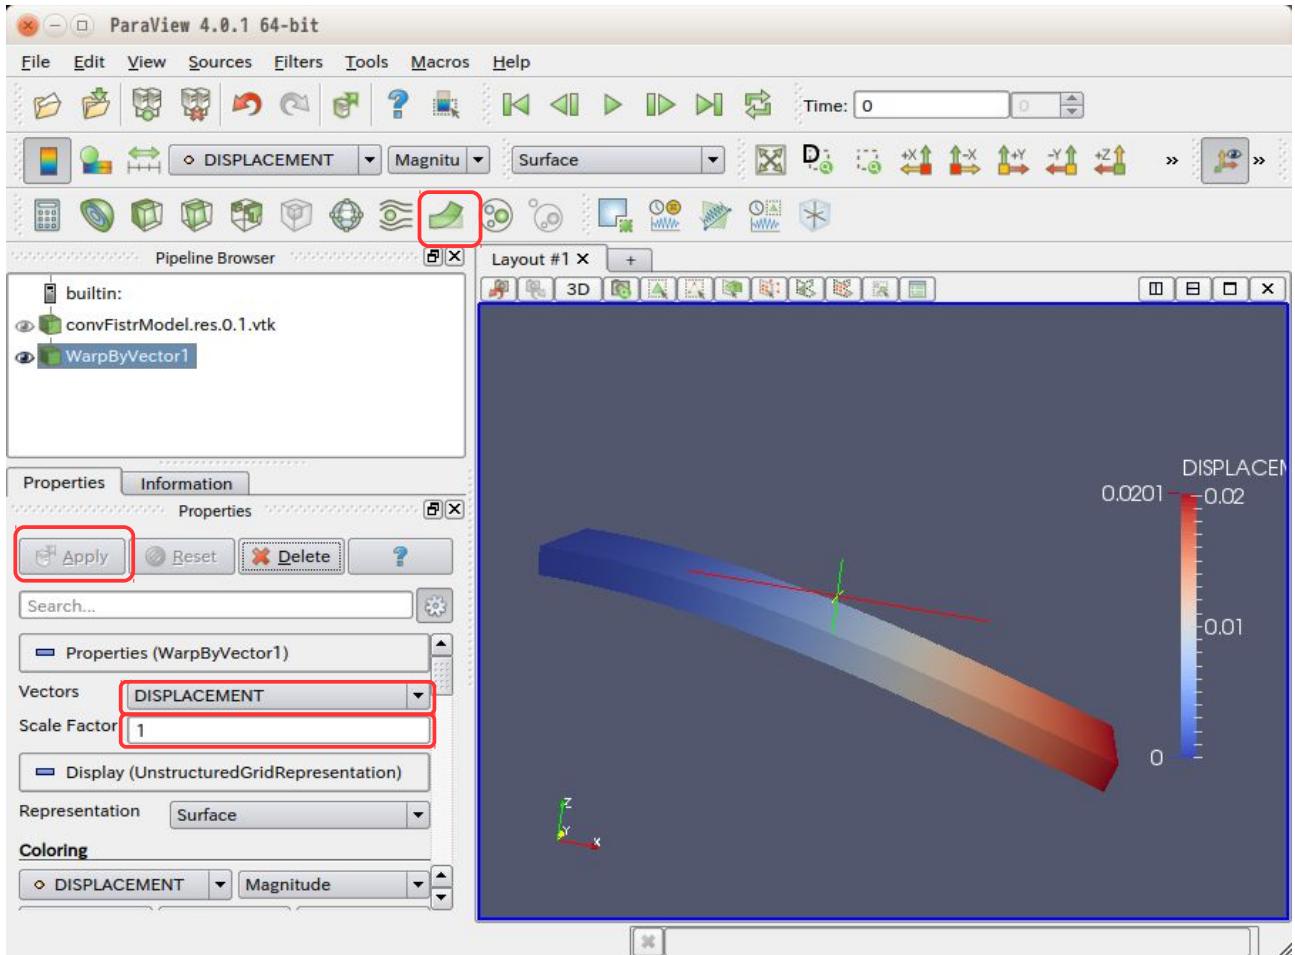 ParaView 4.0.1 64-bit
File Edit View Sources Filters Tools Macros Help
Time: 0 0
DISPLACEMENT Magnitu Surface +X -X +Y -Y +Z » »
Pipeline Browser
Layout #1 X +
3D
builtin:
convFistrModel.res.0.1.vtk
WarpByVector1
Properties Information
Properties
Apply Reset Delete ?
Search...
Properties (WarpByVector1)
Vectors DISPLACEMENT
Scale Factor 1
Display (UnstructuredGridRepresentation)
Representation Surface
Coloring
DISPLACEMENT Magnitude
DISPLACEM
0.0201 0.02
0.01
0
Z
Y
X